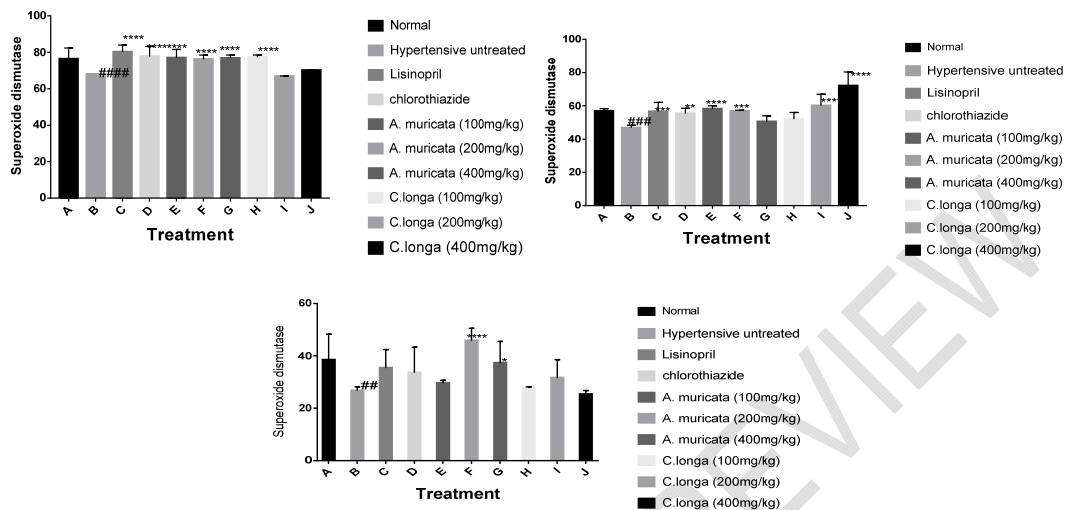 Superoxide dismutase
100
80
60
40
20
0
####
****
********
****
****
****
A B C D E F G H I J
Treatment
Normal
Hypertensive untreated
Lisinopril
chlorothiazide
A. muricata (100mg/kg)
A. muricata (200mg/kg)
A. muricata (400mg/kg)
C.longa (100mg/kg)
C.longa (200mg/kg)
C.longa (400mg/kg)
Superoxide dismutase
100
80
60
40
20
0
###
***
**
****
***
***
****
A B C D E F G H I J
Treatment
Normal
Hypertensive untreated
Lisinopril
chlorothiazide
A. muricata (100mg/kg)
A. muricata (200mg/kg)
A. muricata (400mg/kg)
C.longa (100mg/kg)
C.longa (200mg/kg)
C.longa (400mg/kg)
Superoxide dismutase
60
40
20
0
##
****
*
A B C D E F G H I J
Treatment
Normal
Hypertensive untreated
Lisinopril
chlorothiazide
A. muricata (100mg/kg)
A. muricata (200mg/kg)
A. muricata (400mg/kg)
C.longa (100mg/kg)
C.longa (200mg/kg)
C.longa (400mg/kg)
EVIEW